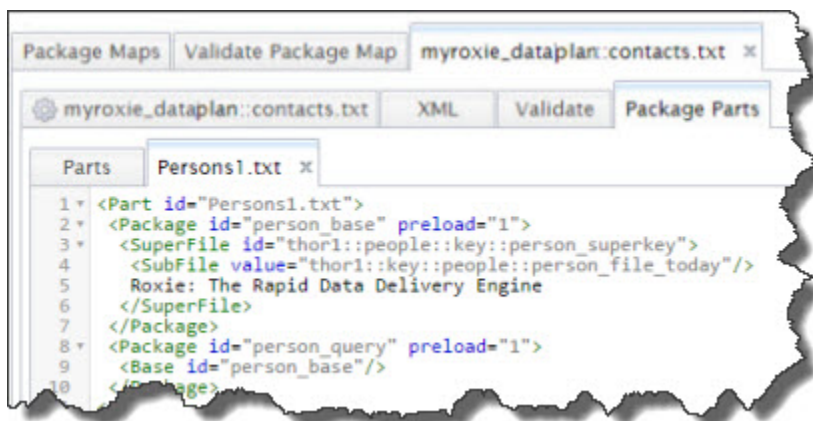 Package Maps Validate Package Map myroxie_dataplan::contacts.txt x
myroxie_dataplan::contacts.txt XML Validate Package Parts
Parts Persons1.txt x
1 <Part id="Persons1.txt">
2 <Package id="person_base" preload="1">
3 <SuperFile id="thor1::people::key::person_superkey">
4 <SubFile value="thor1::key::people::person_file_today"/>
5 Roxie: The Rapid Data Delivery Engine
6 </SuperFile>
7 </Package>
8 <Package id="person_query" preload="1">
9 <Base id="person_base"/>
10 </Package>